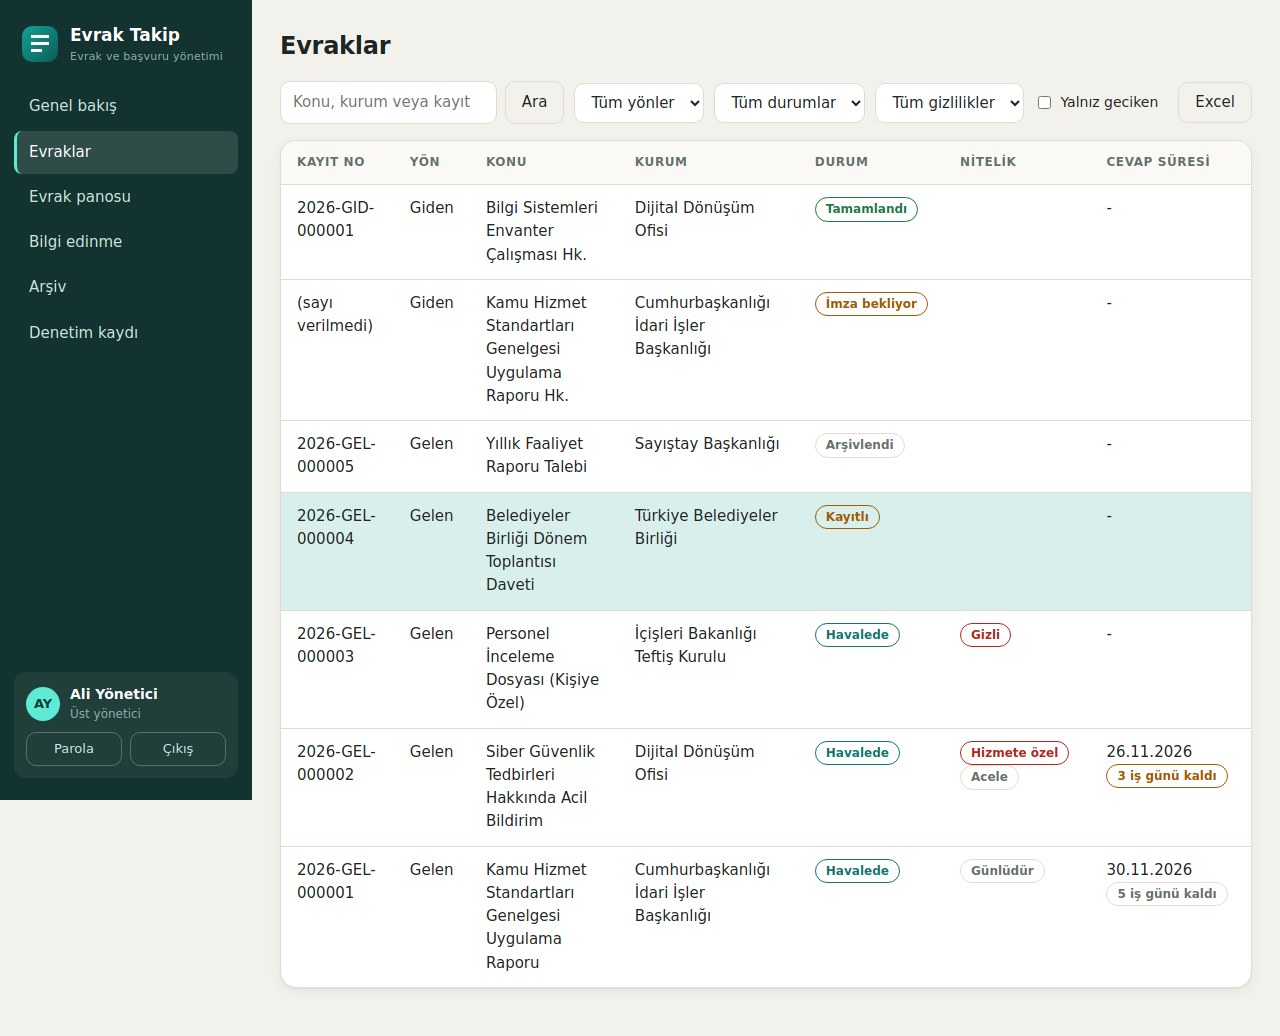 Evrak Takip
Evrak ve başvuru yönetimi
Genel bakış
Evraklar
Evrak panosu
Bilgi edinme
Arşiv
Denetim kaydı
AY
Ali Yönetici
Üst yönetici
Parola
Çıkış
Evraklar
Konu, kurum veya kayıt
Ara
Tüm yönler
Tüm durumlar
Tüm gizlilikler
Yalnız geciken
Excel
KAYIT NO YÖN KONU KURUM DURUM NİTELİK CEVAP SÜRESİ
2026-GID- Giden Bilgi Sistemleri Dijital Dönüşüm Tamamlandı -
000001 Envanter Ofisi
Çalışması Hk.
(sayı Giden Kamu Hizmet Cumhurbaşkanlığı İmza bekliyor -
verilmedi) Standartları İdari İşler
Genelgesi Başkanlığı
Uygulama
Raporu Hk.
2026-GEL- Gelen Yıllık Faaliyet Sayıştay Başkanlığı Arşivlendi -
000005 Raporu Talebi
2026-GEL- Gelen Belediyeler Türkiye Belediyeler Kayıtlı -
000004 Birliği Dönem Birliği
Toplantısı
Daveti
2026-GEL- Gelen Personel İçişleri Bakanlığı Havalede Gizli -
000003 İnceleme Teftiş Kurulu
Dosyası (Kişiye
Özel)
2026-GEL- Gelen Siber Güvenlik Dijital Dönüşüm Havalede Hizmete özel 26.11.2026
000002 Tedbirleri Ofisi Acele 3 iş günü kaldı
Hakkında Acil
Bildirim
2026-GEL- Gelen Kamu Hizmet Cumhurbaşkanlığı Havalede Günlüdür 30.11.2026
000001 Standartları İdari İşler 5 iş günü kaldı
Genelgesi Başkanlığı
Uygulama
Raporu